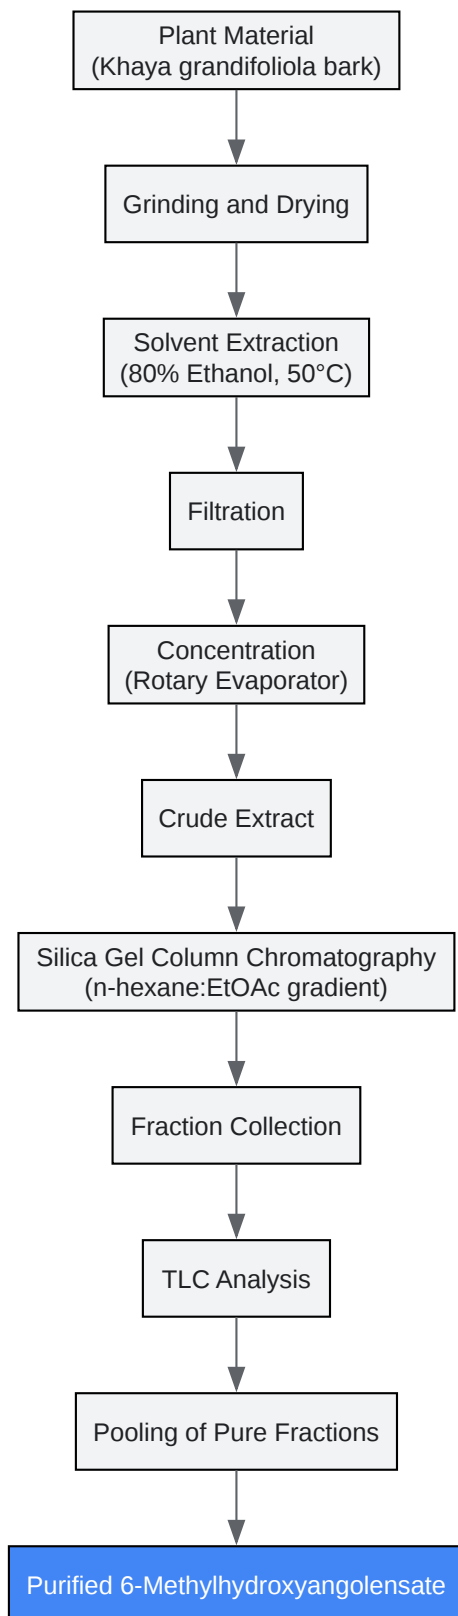 Plant Material
(Khaya grandifoliola bark)
Grinding and Drying
Solvent Extraction
(80% Ethanol, 50°C)
Filtration
Concentration
(Rotary Evaporator)
Crude Extract
Silica Gel Column Chromatography
(n-hexane:EtOAc gradient)
Fraction Collection
TLC Analysis
Pooling of Pure Fractions
Purified 6-Methylhydroxyangolensate